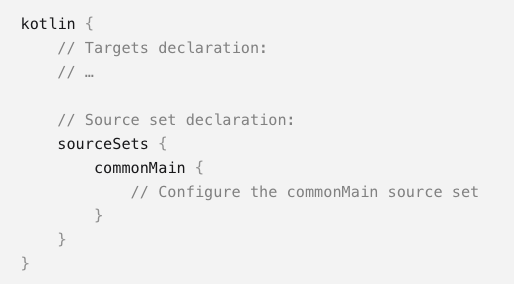 kotlin {
    // Targets declaration:
    // …

    // Source set declaration:
    sourceSets {
        commonMain {
            // Configure the commonMain source set
        }
    }
}